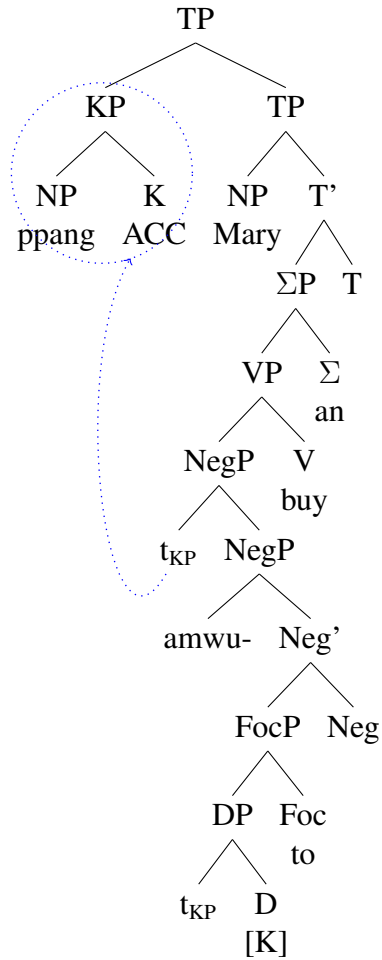 TP
KP TP
NP K NP T’
ppang ACC Mary
ΣP T
VP Σ
an
NegP V
buy
t_KP NegP
amwu- Neg’
FocP Neg
DP Foc
to
t_KP D
[K]